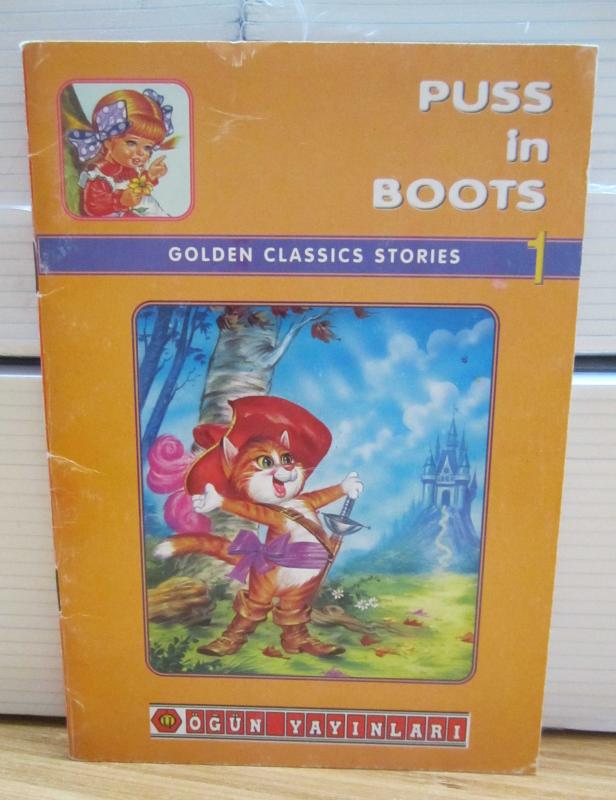 PUSS
in
BOOTS
GOLDEN CLASSICS STORIES 1
ÖĞÜN YAYINLARI